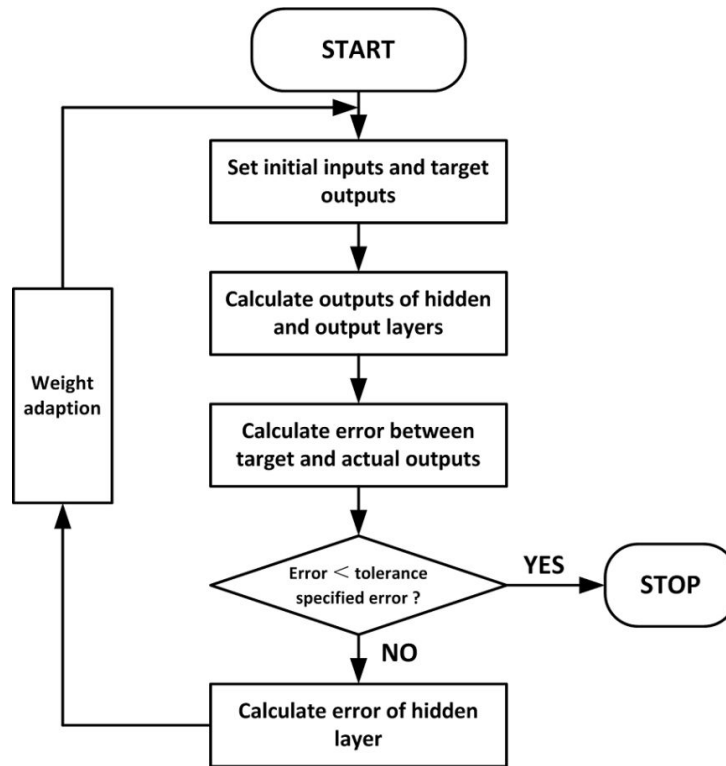 START
Set initial inputs and target
outputs
Calculate outputs of hidden
and output layers
Weight
adaption
Calculate error between
target and actual outputs
Error < tolerance
specified error ?
YES
STOP
NO
Calculate error of hidden
layer